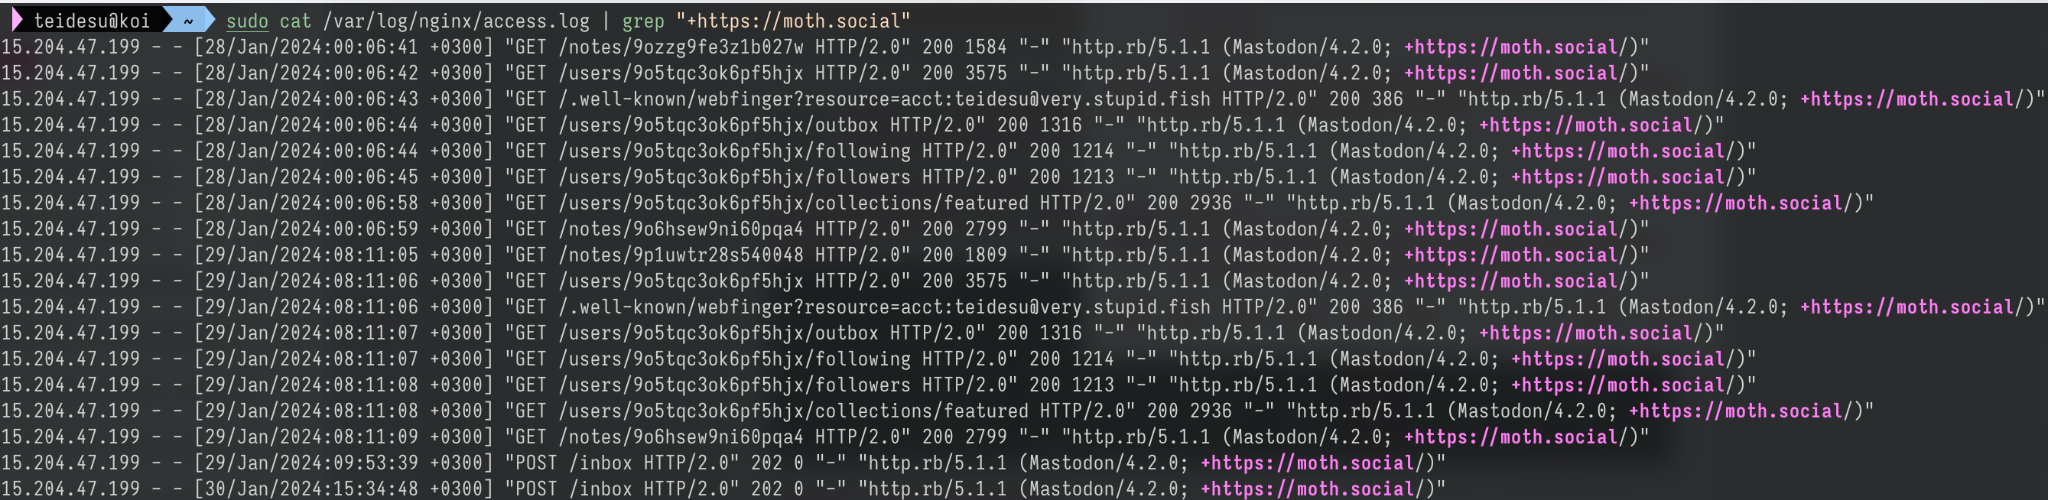 teidesu@koi ~ sudo cat /var/log/nginx/access.log | grep "+https://moth.social"
15.204.47.199 - - [28/Jan/2024:00:06:41 +0300] "GET /notes/9ozzg9fe3z1b027w HTTP/2.0" 200 1584 "-" "http.rb/5.1.1 (Mastodon/4.2.0; +https://moth.social/)"
15.204.47.199 - - [28/Jan/2024:00:06:42 +0300] "GET /users/9o5tqc3ok6pf5hjx HTTP/2.0" 200 3575 "-" "http.rb/5.1.1 (Mastodon/4.2.0; +https://moth.social/)"
15.204.47.199 - - [28/Jan/2024:00:06:43 +0300] "GET /.well-known/webfinger?resource=acct:teidesu@very.stupid.fish HTTP/2.0" 200 386 "-" "http.rb/5.1.1 (Mastodon/4.2.0; +https://moth.social/)"
15.204.47.199 - - [28/Jan/2024:00:06:44 +0300] "GET /users/9o5tqc3ok6pf5hjx/outbox HTTP/2.0" 200 1316 "-" "http.rb/5.1.1 (Mastodon/4.2.0; +https://moth.social/)"
15.204.47.199 - - [28/Jan/2024:00:06:44 +0300] "GET /users/9o5tqc3ok6pf5hjx/following HTTP/2.0" 200 1214 "-" "http.rb/5.1.1 (Mastodon/4.2.0; +https://moth.social/)"
15.204.47.199 - - [28/Jan/2024:00:06:45 +0300] "GET /users/9o5tqc3ok6pf5hjx/followers HTTP/2.0" 200 1213 "-" "http.rb/5.1.1 (Mastodon/4.2.0; +https://moth.social/)"
15.204.47.199 - - [28/Jan/2024:00:06:58 +0300] "GET /users/9o5tqc3ok6pf5hjx/collections/featured HTTP/2.0" 200 2936 "-" "http.rb/5.1.1 (Mastodon/4.2.0; +https://moth.social/)"
15.204.47.199 - - [28/Jan/2024:00:06:59 +0300] "GET /notes/9o6hsew9ni60pqa4 HTTP/2.0" 200 2799 "-" "http.rb/5.1.1 (Mastodon/4.2.0; +https://moth.social/)"
15.204.47.199 - - [29/Jan/2024:08:11:05 +0300] "GET /notes/9p1uwtr28s540048 HTTP/2.0" 200 1809 "-" "http.rb/5.1.1 (Mastodon/4.2.0; +https://moth.social/)"
15.204.47.199 - - [29/Jan/2024:08:11:06 +0300] "GET /users/9o5tqc3ok6pf5hjx HTTP/2.0" 200 3575 "-" "http.rb/5.1.1 (Mastodon/4.2.0; +https://moth.social/)"
15.204.47.199 - - [29/Jan/2024:08:11:06 +0300] "GET /.well-known/webfinger?resource=acct:teidesu@very.stupid.fish HTTP/2.0" 200 386 "-" "http.rb/5.1.1 (Mastodon/4.2.0; +https://moth.social/)"
15.204.47.199 - - [29/Jan/2024:08:11:07 +0300] "GET /users/9o5tqc3ok6pf5hjx/outbox HTTP/2.0" 200 1316 "-" "http.rb/5.1.1 (Mastodon/4.2.0; +https://moth.social/)"
15.204.47.199 - - [29/Jan/2024:08:11:07 +0300] "GET /users/9o5tqc3ok6pf5hjx/following HTTP/2.0" 200 1214 "-" "http.rb/5.1.1 (Mastodon/4.2.0; +https://moth.social/)"
15.204.47.199 - - [29/Jan/2024:08:11:08 +0300] "GET /users/9o5tqc3ok6pf5hjx/followers HTTP/2.0" 200 1213 "-" "http.rb/5.1.1 (Mastodon/4.2.0; +https://moth.social/)"
15.204.47.199 - - [29/Jan/2024:08:11:08 +0300] "GET /users/9o5tqc3ok6pf5hjx/collections/featured HTTP/2.0" 200 2936 "-" "http.rb/5.1.1 (Mastodon/4.2.0; +https://moth.social/)"
15.204.47.199 - - [29/Jan/2024:08:11:09 +0300] "GET /notes/9o6hsew9ni60pqa4 HTTP/2.0" 200 2799 "-" "http.rb/5.1.1 (Mastodon/4.2.0; +https://moth.social/)"
15.204.47.199 - - [29/Jan/2024:09:53:39 +0300] "POST /inbox HTTP/2.0" 202 0 "-" "http.rb/5.1.1 (Mastodon/4.2.0; +https://moth.social/)"
15.204.47.199 - - [30/Jan/2024:15:34:48 +0300] "POST /inbox HTTP/2.0" 202 0 "-" "http.rb/5.1.1 (Mastodon/4.2.0; +https://moth.social/)"